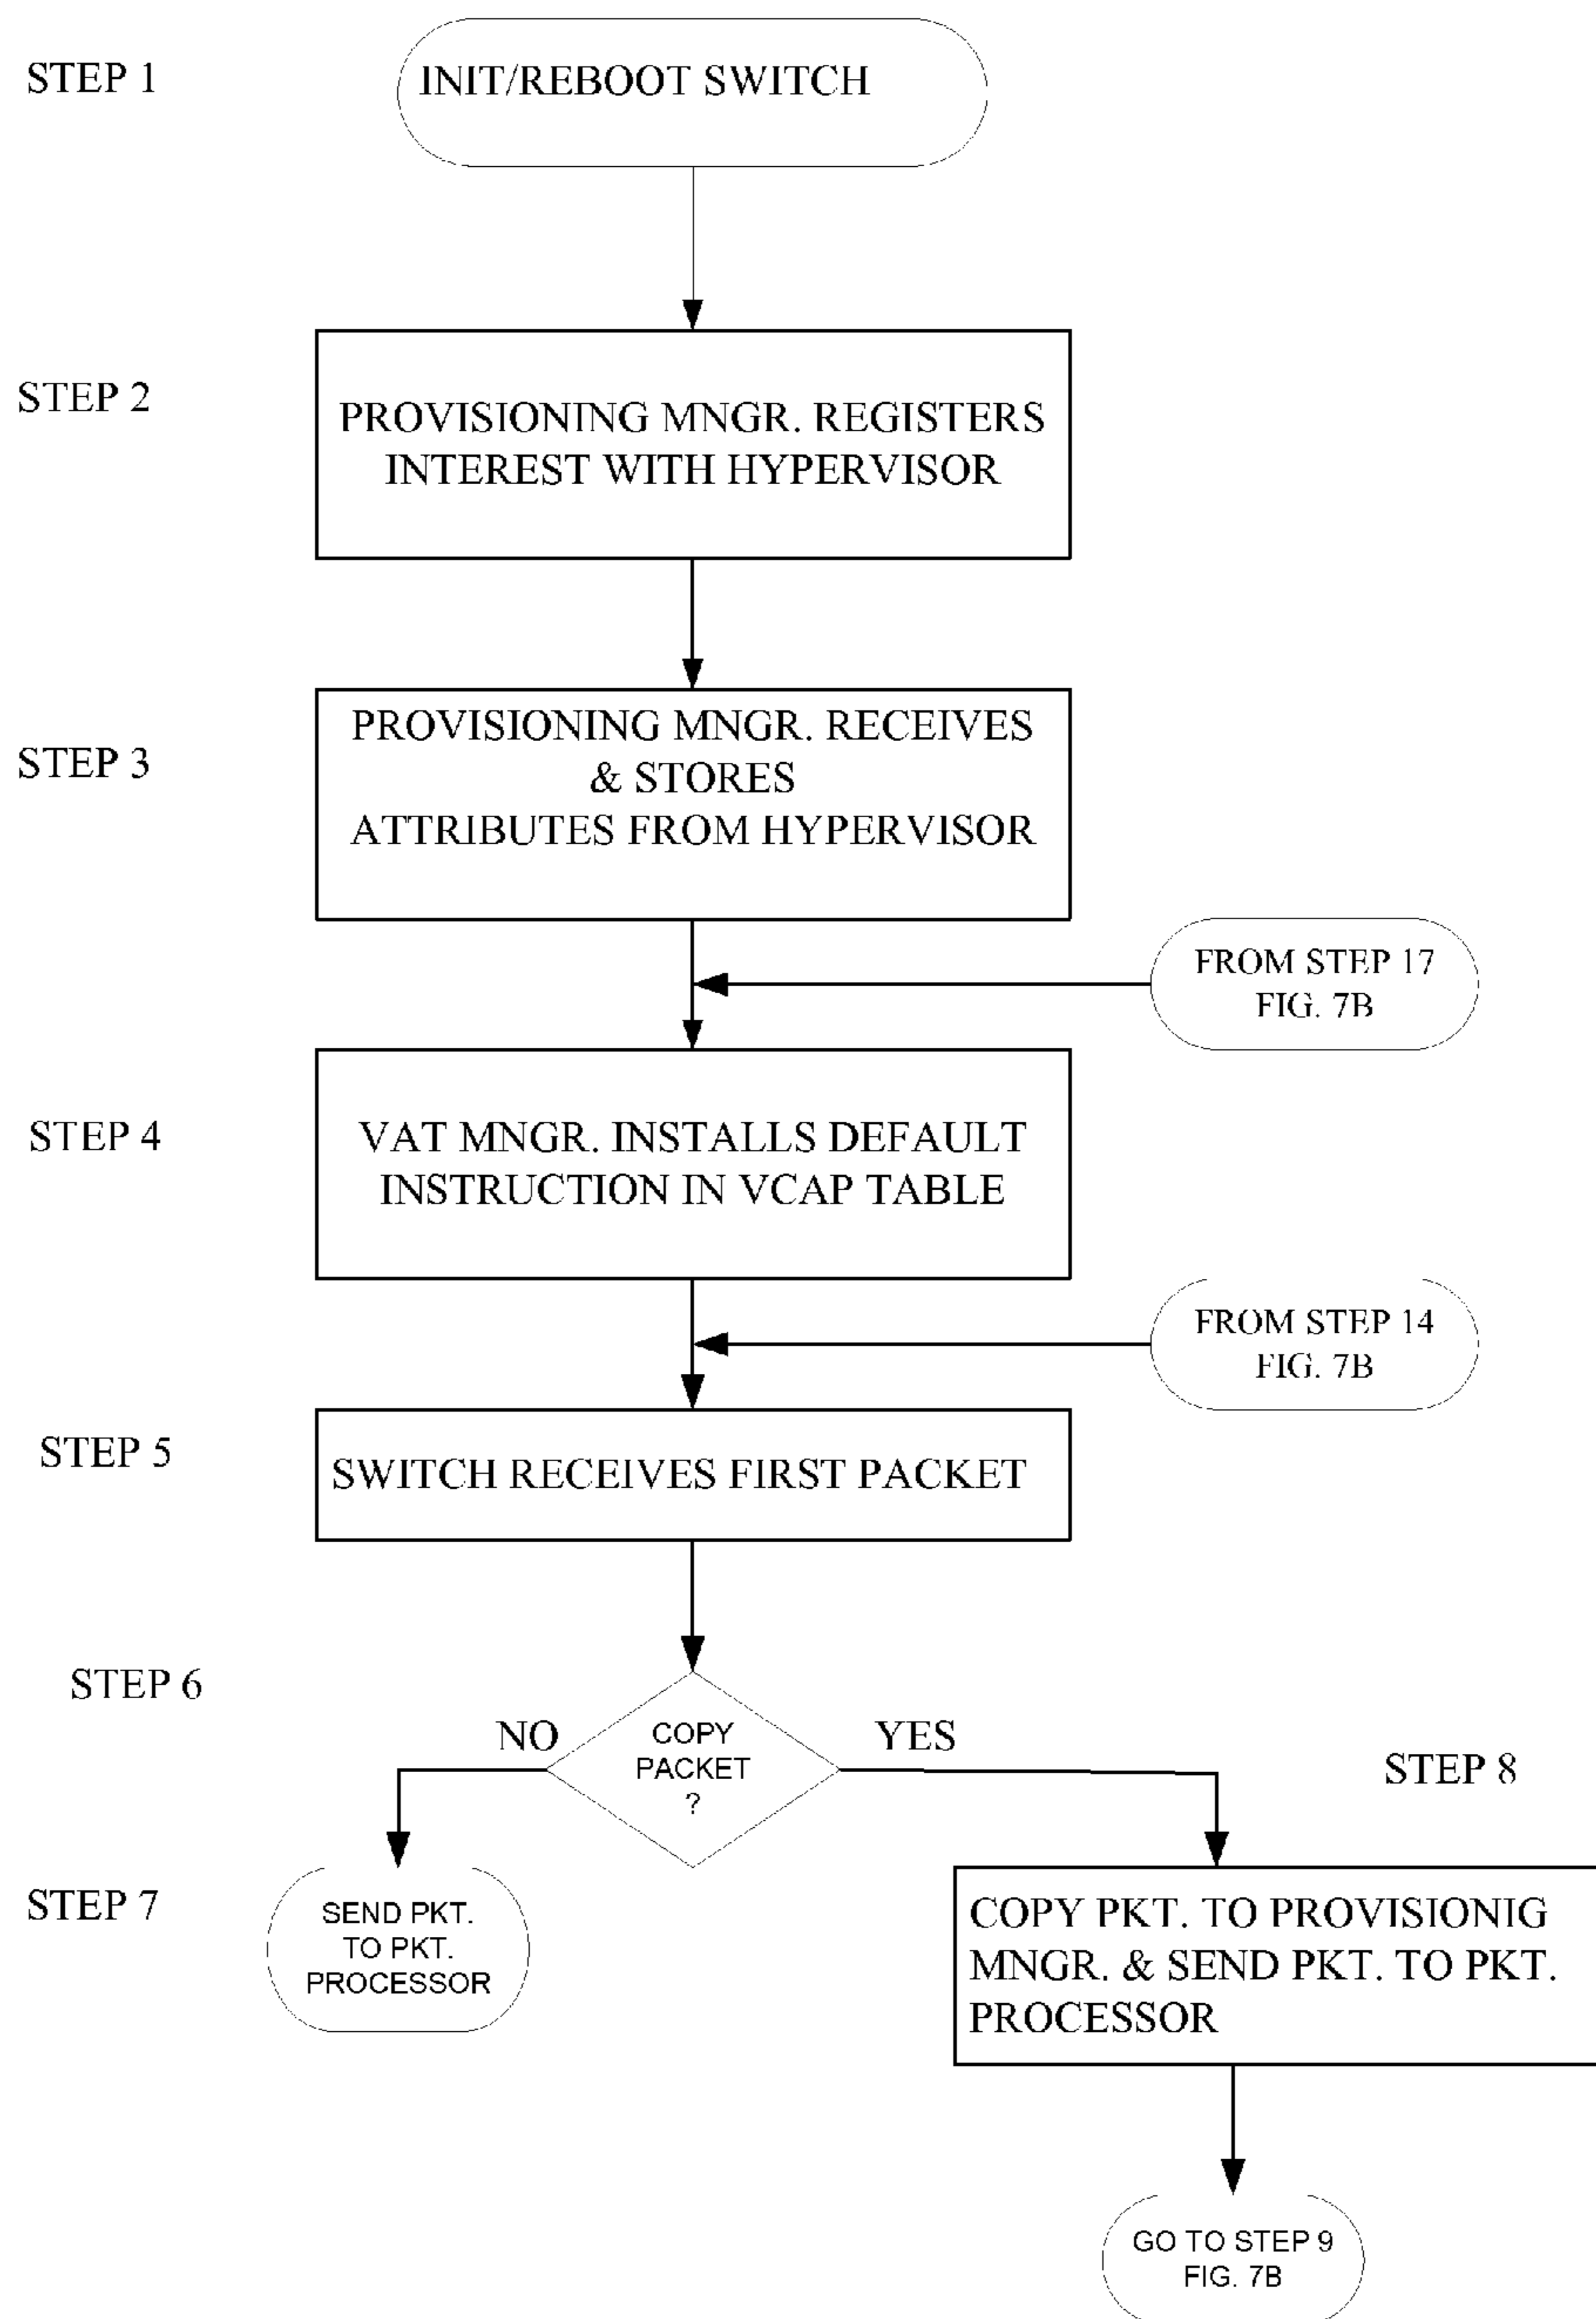 STEP 1
INIT/REBOOT SWITCH
STEP 2
PROVISIONING MNGR. REGISTERS
INTEREST WITH HYPERVISOR
STEP 3
PROVISIONING MNGR. RECEIVES
& STORES
ATTRIBUTES FROM HYPERVISOR
FROM STEP 17
FIG. 7B
STEP 4
VAT MNGR. INSTALLS DEFAULT
INSTRUCTION IN VCAP TABLE
FROM STEP 14
FIG. 7B
STEP 5
SWITCH RECEIVES FIRST PACKET
STEP 6
NO
COPY
PACKET
?
YES
STEP 8
STEP 7
SEND PKT.
TO PKT.
PROCESSOR
COPY PKT. TO PROVISIONIG
MNGR. & SEND PKT. TO PKT.
PROCESSOR
GO TO STEP 9
FIG. 7B